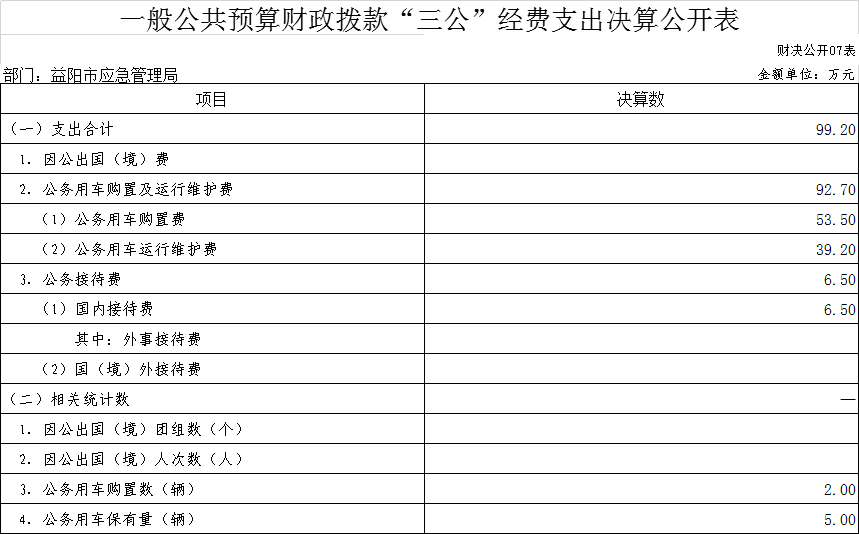 一般公共预算财政拨款“三公”经费支出决算公开表
财决公开07表
部门：益阳市应急管理局 金额单位：万元
项目 决算数
（一）支出合计 99.20
1. 因公出国（境）费
2. 公务用车购置及运行维护费 92.70
（1）公务用车购置费 53.50
（2）公务用车运行维护费 39.20
3. 公务接待费 6.50
（1）国内接待费 6.50
其中：外事接待费
（2）国（境）外接待费
（二）相关统计数 —
1. 因公出国（境）团组数（个）
2. 因公出国（境）人次数（人）
3. 公务用车购置数（辆） 2.00
4. 公务用车保有量（辆） 5.00